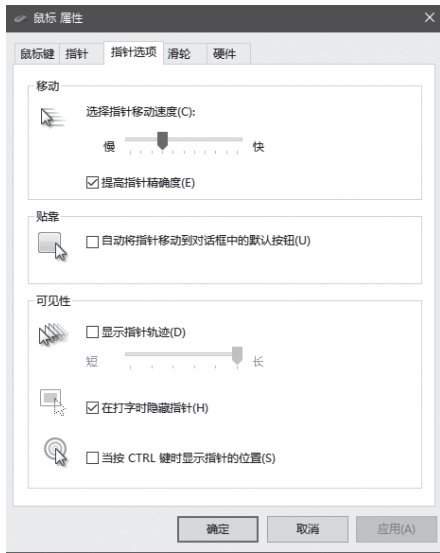 鼠标 属性
鼠标键 指针 指针选项 滑轮 硬件
移动
选择指针移动速度(C):
慢 快
提高指针精确度(E)
贴靠
自动将指针移动到对话框中的默认按钮(U)
可见性
显示指针轨迹(D)
短 长
在打字时隐藏指针(H)
当按 CTRL 键时显示指针的位置(S)
确定 取消 应用(A)